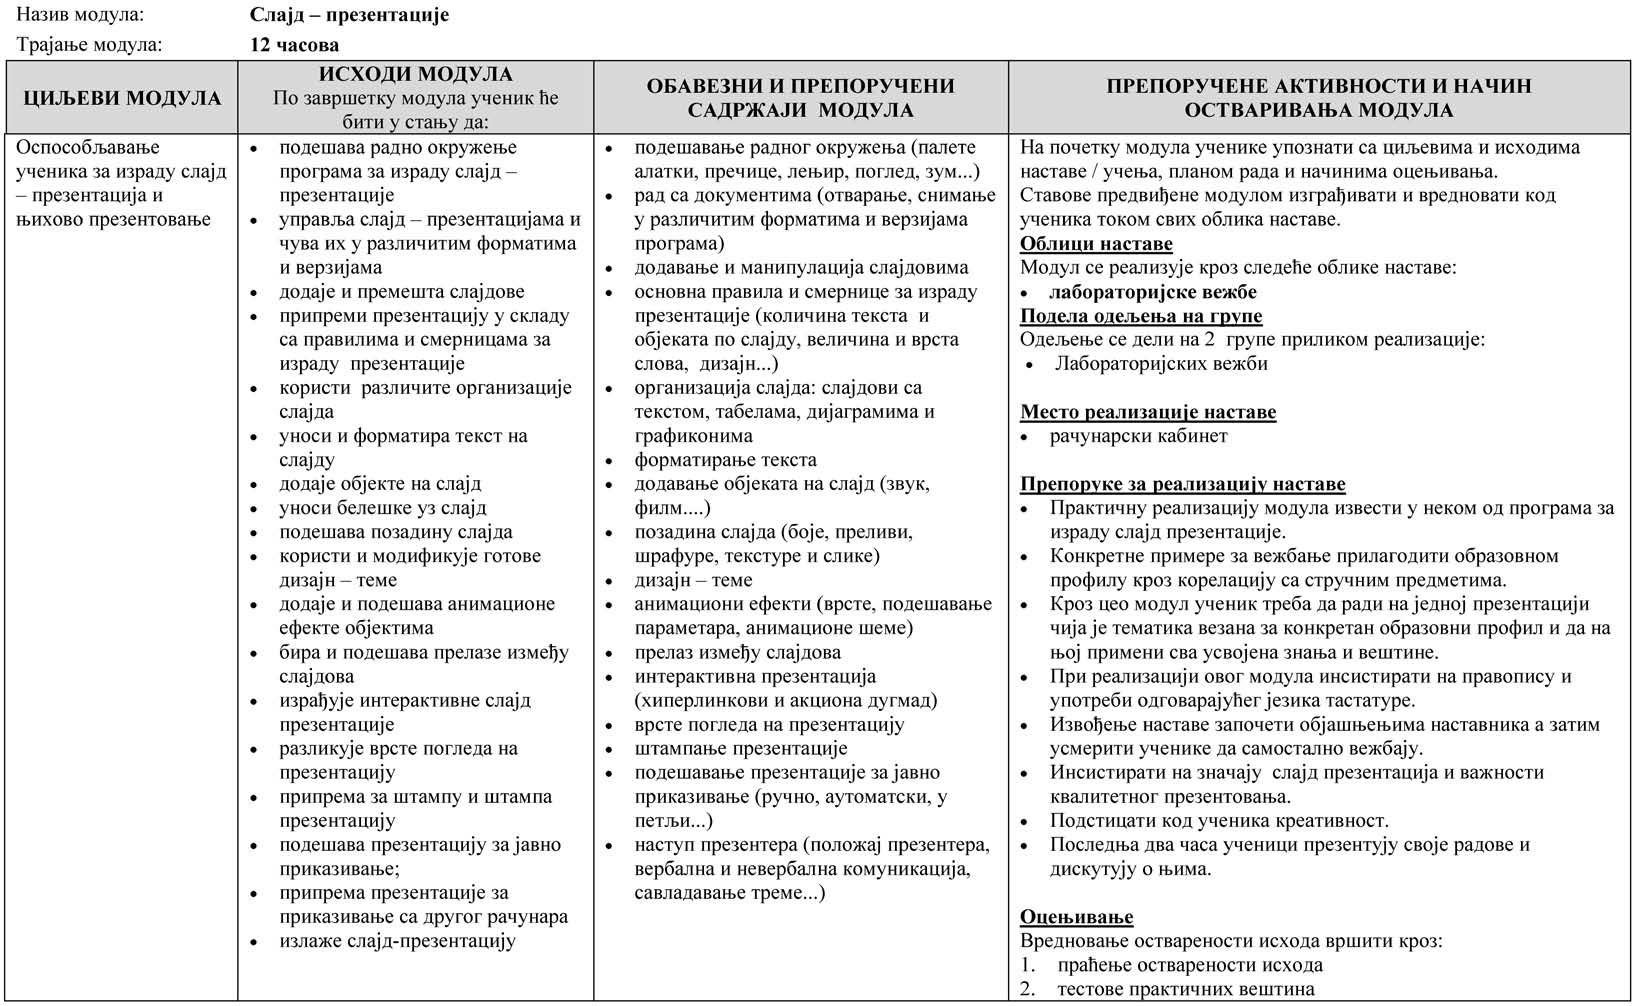 Назив модула: Слајд – презентације
Трајање модула: 12 часова
ЦИЉЕВИ МОДУЛА
ИСХОДИ МОДУЛА
По завршетку модула ученик ће
бити у стању да:
ОБАВЕЗНИ И ПРЕПОРУЧЕНИ
САДРЖАЈИ МОДУЛА
ПРЕПОРУЧЕНЕ АКТИВНОСТИ И НАЧИН
ОСТВАРИВАЊА МОДУЛА
Оспособљавање
ученика за израду слајд
– презентација и
њихово презентовање
• подешава радно окружење
програма за израду слајд –
презентације
• управља слајд – презентацијама и
чува их у различитим форматима
и верзијама
• додаје и премешта слајдове
• припреми презентацију у складу
са правилима и смерницама за
израду презентације
• користи различите организације
слајда
• уноси и форматира текст на
слајду
• додаје објекте на слајд
• уноси белешке уз слајд
• подешава позадину слајда
• користи и модификује готове
дизајн – теме
• додаје и подешава анимационе
ефекте објектима
• бира и подешава прелазе између
слајдова
• израђује интерактивне слајд
презентације
• разликује врсте погледа на
презентацију
• припрема за штампу и штампа
презентацију
• подешава презентацију за јавно
приказивање;
• припрема презентације за
приказивање са другог рачунара
• излаже слајд-презентацију
• подешавање радног окружења (палете
алатки, пречице, лењир, поглед, зум...)
• рад са документима (отварање, снимање
у различитим форматима и верзијама
програма)
• додавање и манипулација слајдовима
• основна правила и смернице за израду
презентације (количина текста и
објеката по слајду, величина и врста
слова, дизајн...)
• организација слајда: слајдови са
текстом, табелама, дијаграмима и
графиконима
• форматирање текста
• додавање објеката на слајд (звук,
филм....)
• позадина слајда (боје, преливи,
шрафуре, текстуре и слике)
• дизајн – теме
• анимациони ефекти (врсте, подешавање
параметара, анимационе шеме)
• прелаз између слајдова
• интерактивна презентација
(хиперлинкови и акциона дугмад)
• врсте погледа на презентацију
• штампање презентације
• подешавање презентације за јавно
приказивање (ручно, аутоматски, у
петљи...)
• наступ презентера (положај презентера,
вербална и невербална комуникација,
савладавање треме...)
На почетку модула ученике упознати са циљевима и исходима
наставе / учења, планом рада и начинима оцењивања.
Ставове предвиђене модулом изграђивати и вредновати код
ученика током свих облика наставе.
Облици наставе
Модул се реализује кроз следеће облике наставе:
• лабораторијске вежбе
Подела одељења на групе
Одељење се дели на 2 групе приликом реализације:
• Лабораторијских вежби
Место реализације наставе
• рачунарски кабинет
Препоруке за реализацију наставе
• Практичну реализацију модула извести у неком од програма за
израду слајд презентације.
• Конкретне примере за вежбање прилагодити образовном
профилу кроз корелацију са стручним предметима.
• Кроз цео модул ученик треба да ради на једној презентацији
чија је тематика везана за конкретан образовни профил и да на
њој примени сва усвојена знања и вештине.
• При реализацији овог модула инсистирати на правопису и
употреби одговарајућег језика тастатуре.
• Извођење наставе започети објашњењима наставника а затим
усмерити ученике да самостално вежбају.
• Инсистирати на значају слајд презентација и важности
квалитетног презентовања.
• Подстицати код ученика креативност.
• Последња два часа ученици презентују своје радове и
дискутују о њима.
Оцењивање
Вредновање остварености исхода вршити кроз:
1. праћење остварености исхода
2. тестове практичних вештина